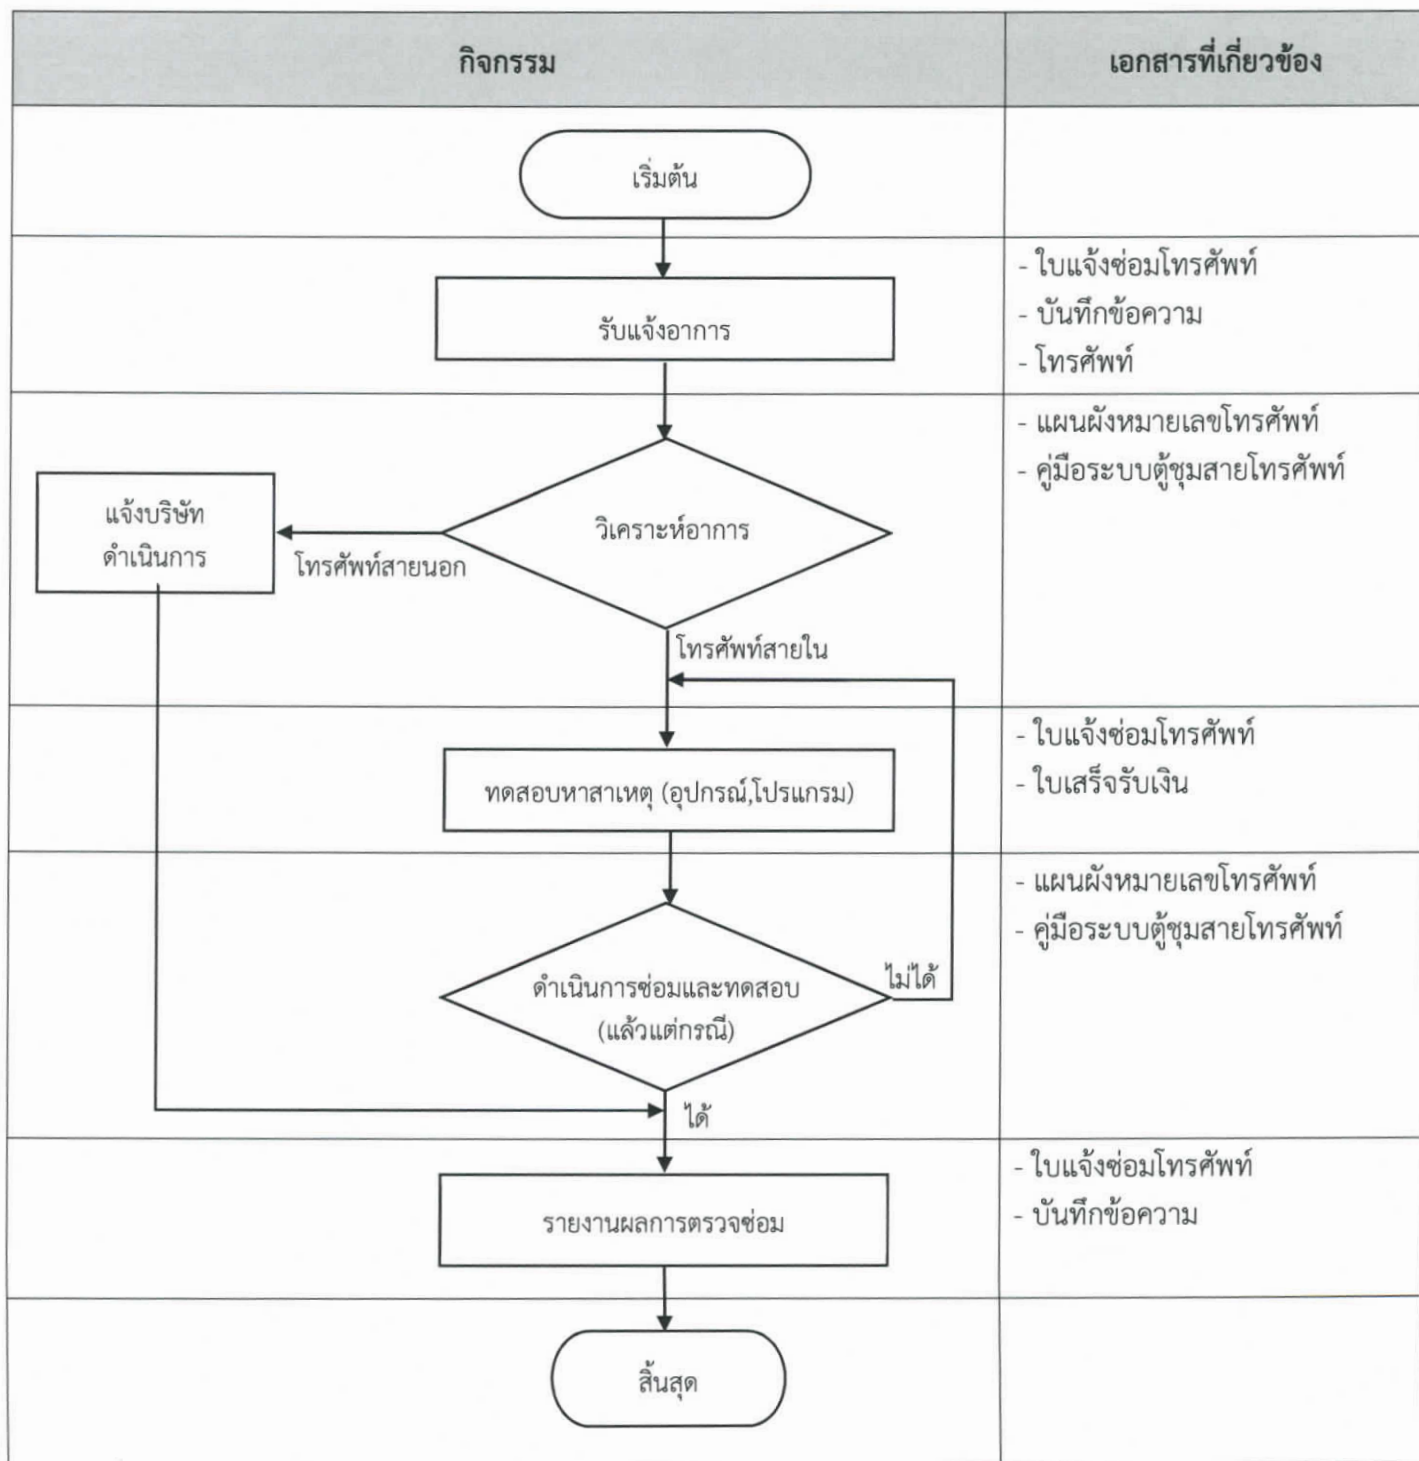 กิจกรรม
เอกสารที่เกี่ยวข้อง
เริ่มต้น
รับแจ้งอาการ
- ใบแจ้งซ่อมโทรศัพท์
- บันทึกข้อความ
- โทรศัพท์
วิเคราะห์อาการ
แจ้งบริษัท
ดำเนินการ
โทรศัพท์สายนอก
โทรศัพท์สายใน
- แผนผังหมายเลขโทรศัพท์
- คู่มือระบบตู้ชุมสายโทรศัพท์
ทดสอบหาสาเหตุ (อุปกรณ์,โปรแกรม)
- ใบแจ้งซ่อมโทรศัพท์
- ใบเสร็จรับเงิน
ดำเนินการซ่อมและทดสอบ
(แล้วแต่กรณี)
ไม่ได้
ได้
- แผนผังหมายเลขโทรศัพท์
- คู่มือระบบตู้ชุมสายโทรศัพท์
รายงานผลการตรวจซ่อม
- ใบแจ้งซ่อมโทรศัพท์
- บันทึกข้อความ
สิ้นสุด